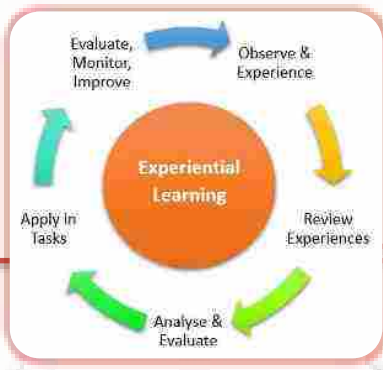 Evaluate,
Monitor,
Improve
Observe &
Experience
Experiential
Learning
Apply in
Tasks
Review
Experiences
Analyse &
Evaluate